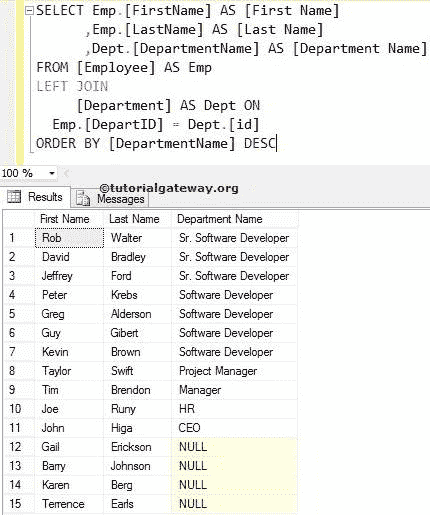 SELECT Emp.[FirstName] AS [First Name]
,Emp.[LastName] AS [Last Name]
,Dept.[DepartmentName] AS [Department Name]
FROM [Employee] AS Emp
LEFT JOIN
[Department] AS Dept ON
Emp.[DepartID] = Dept.[id]
ORDER BY [DepartmentName] DESC
100 %
©tutorialgateway.org
Results Messages
First Name Last Name Department Name
1 Rob Walter Sr. Software Developer
2 David Bradley Sr. Software Developer
3 Jeffrey Ford Sr. Software Developer
4 Peter Krebs Software Developer
5 Greg Alderson Software Developer
6 Guy Gibert Software Developer
7 Kevin Brown Software Developer
8 Taylor Swift Project Manager
9 Tim Brendon Manager
10 Joe Runy HR
11 John Higa CEO
12 Gail Erickson NULL
13 Barry Johnson NULL
14 Karen Berg NULL
15 Terrence Earls NULL